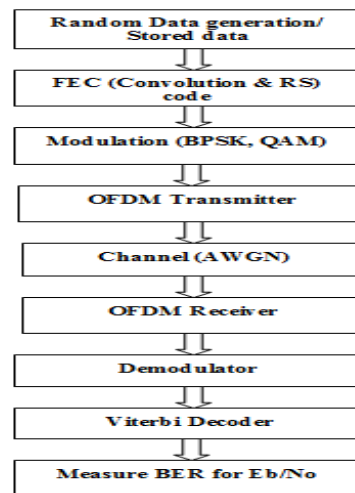 Random Data generation/
Stored data
FEC (Convolution & RS)
code
Modulation (BPSK, QAM)
OFDM Transmitter
Channel (AWGN)
OFDM Receiver
Demodulator
Viterbi Decoder
Measure BER for Eb/No